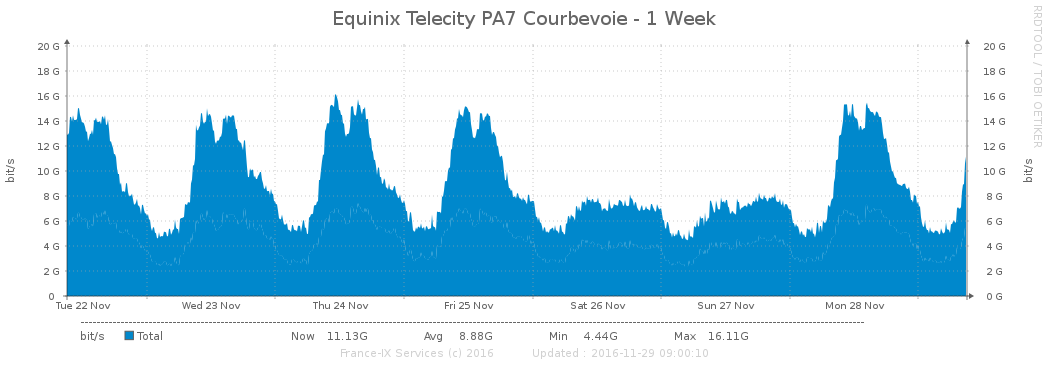 Equinix Telecity PA7 Courbevoie - 1 Week
RRDTOOL / TOBI OETIKER
bit/s
20 G 20 G
18 G 18 G
16 G 16 G
14 G 14 G
12 G 12 G
10 G 10 G
8 G 8 G
6 G 6 G
4 G 4 G
2 G 2 G
0 0 G
bit/s
Tue 22 Nov Wed 23 Nov Thu 24 Nov Fri 25 Nov Sat 26 Nov Sun 27 Nov Mon 28 Nov
bit/s Total Now 11.13G Avg 8.88G Min 4.44G Max 16.11G
France-IX Services (c) 2016 Updated : 2016-11-29 09:00:10